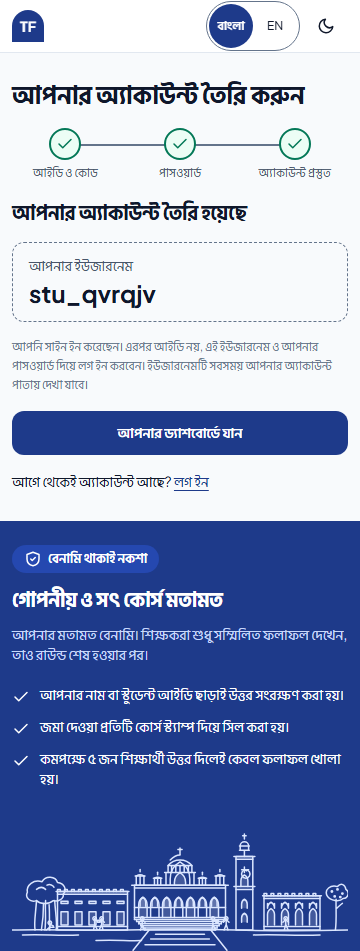 TF
বাংলা
EN
আপনার অ্যাকাউন্ট তৈরি করুন
আইডি ও কোড
পাসওয়ার্ড
অ্যাকাউন্ট প্রস্তুত
আপনার অ্যাকাউন্ট তৈরি হয়েছে
আপনার ইউজারনেম
stu_qvrqjv
আপনি সাইন ইন করেছেন। এরপর আইডি নয়, এই ইউজারনেম ও আপনার
পাসওয়ার্ড দিয়ে লগ ইন করবেন। ইউজারনেমটি সবসময় আপনার অ্যাকাউন্ট
পাতায় দেখা যাবে।
আপনার ড্যাশবোর্ডে যান
আগে থেকেই অ্যাকাউন্ট আছে? লগ ইন
বেনামি থাকাই নকশা
গোপনীয় ও সৎ কোর্স মতামত
আপনার মতামত বেনামি। শিক্ষকরা শুধু সম্মিলিত ফলাফল দেখেন,
তাও রাউন্ড শেষ হওয়ার পর।
আপনার নাম বা স্টুডেন্ট আইডি ছাড়াই উত্তর সংরক্ষণ করা হয়।
জমা দেওয়া প্রতিটি কোর্স স্ট্যাম্প দিয়ে সিল করা হয়।
কমপক্ষে ৫ জন শিক্ষার্থী উত্তর দিলেই কেবল ফলাফল খোলা
হয়।